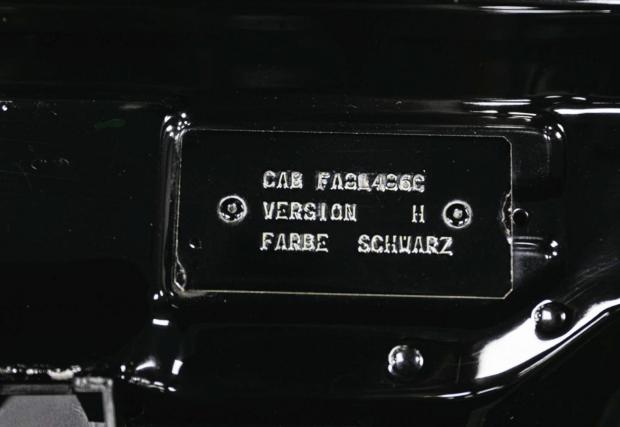 CAB
VERSION H
FARBE SCHWARZ